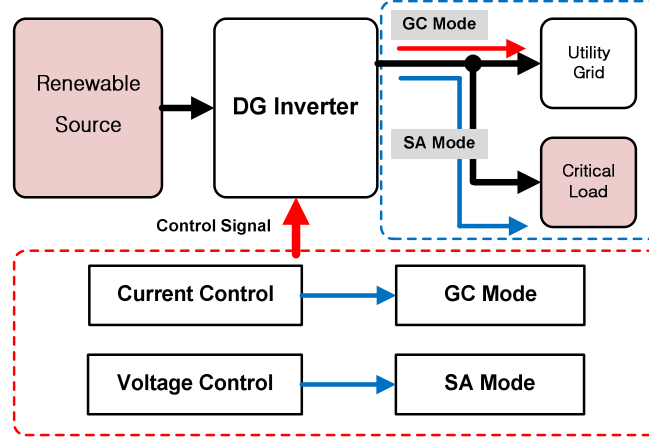 GC Mode
Renewable
Source
DG Inverter
Utility
Grid
SA Mode
Critical
Load
Control Signal
Current Control
GC Mode
Voltage Control
SA Mode